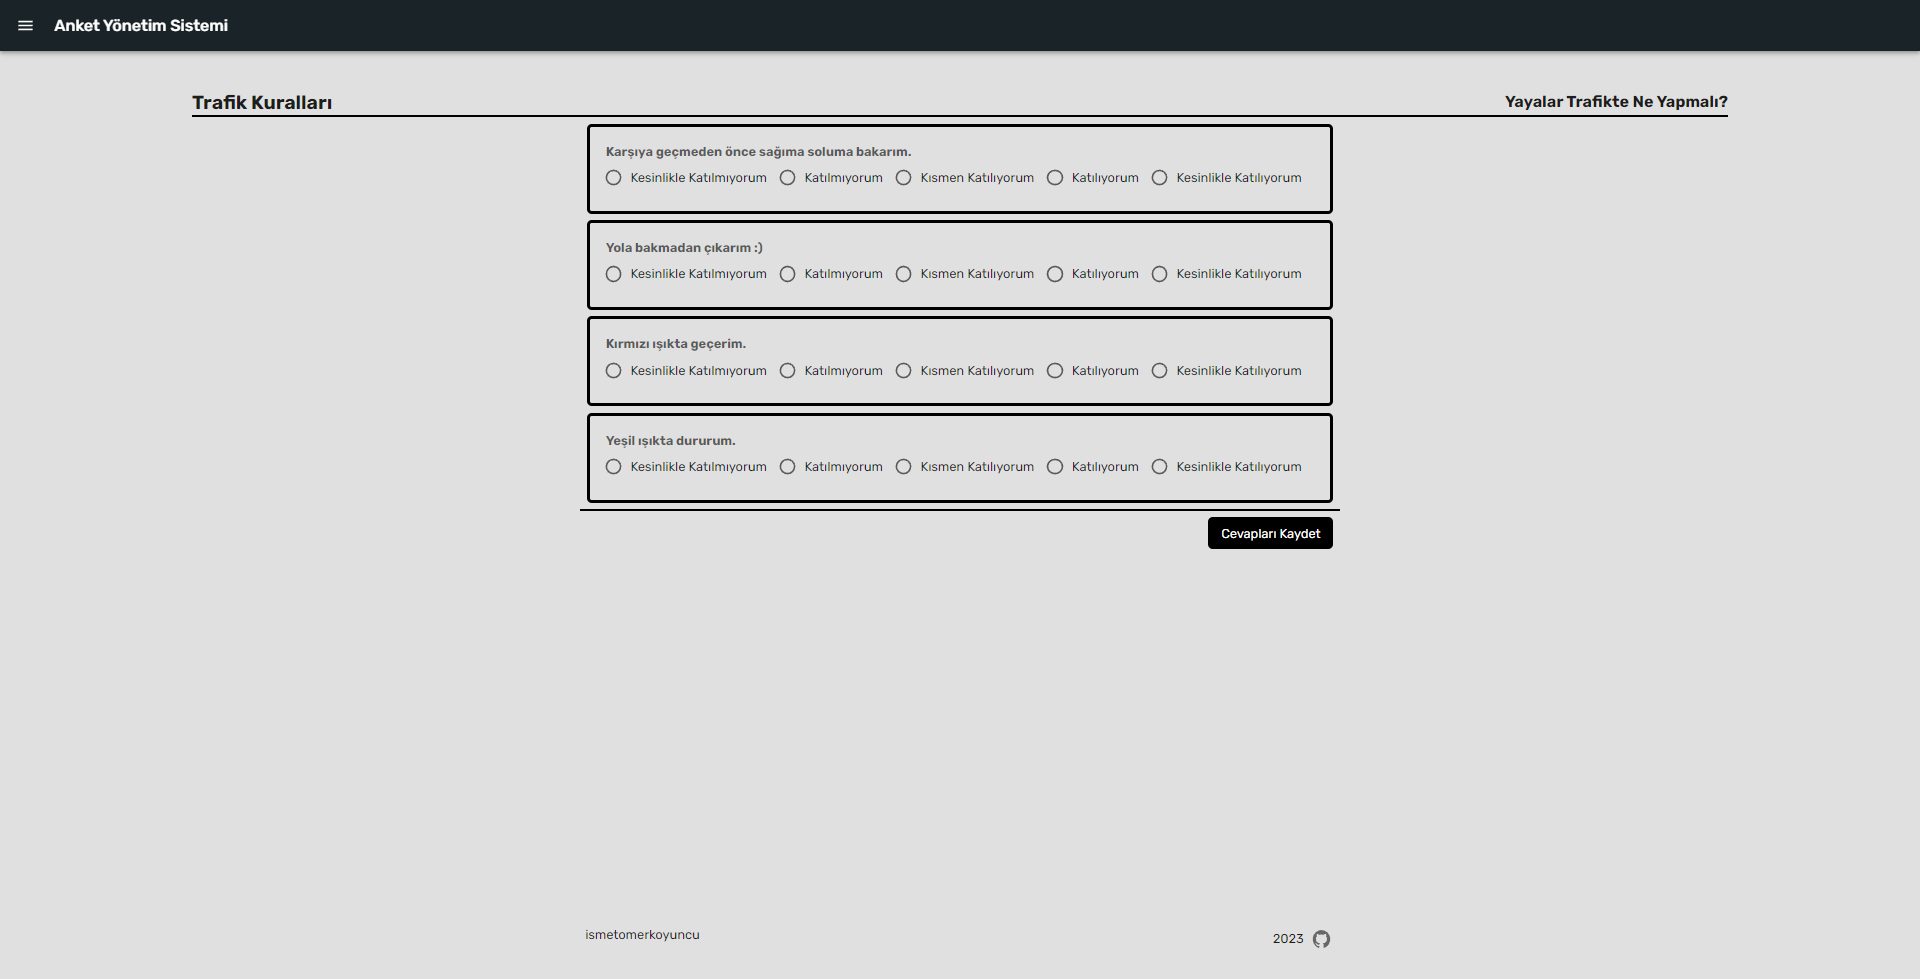 Anket Yönetim Sistemi
Trafik Kuralları
Yayalar Trafikte Ne Yapmalı?
Karşıya geçmeden önce sağıma soluma bakarım.
Kesinlikle Katılmıyorum Katılmıyorum Kısmen Katılıyorum Katılıyorum Kesinlikle Katılıyorum
Yola bakmadan çıkarım :)
Kesinlikle Katılmıyorum Katılmıyorum Kısmen Katılıyorum Katılıyorum Kesinlikle Katılıyorum
Kırmızı ışıkta geçerim.
Kesinlikle Katılmıyorum Katılmıyorum Kısmen Katılıyorum Katılıyorum Kesinlikle Katılıyorum
Yeşil ışıkta dururum.
Kesinlikle Katılmıyorum Katılmıyorum Kısmen Katılıyorum Katılıyorum Kesinlikle Katılıyorum
Cevapları Kaydet
ismetomerkoyuncu
2023